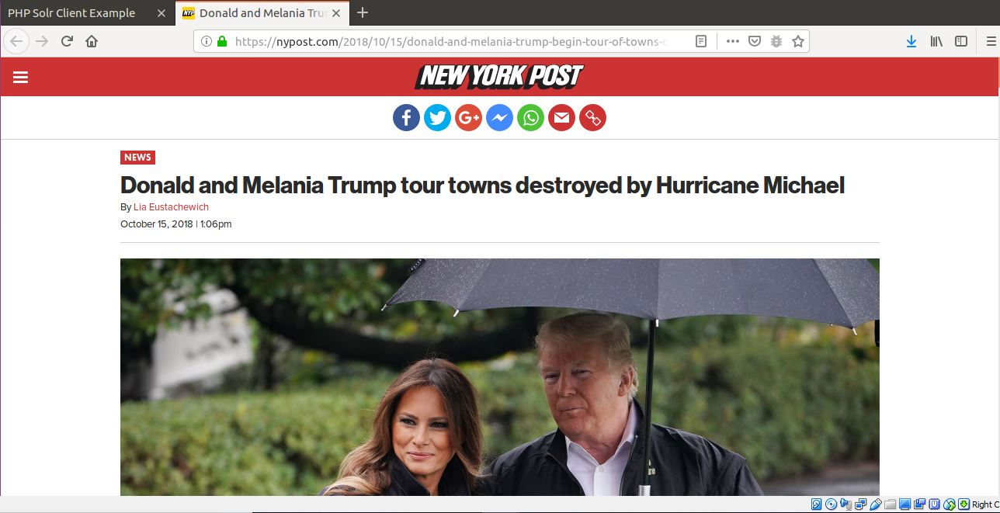 PHP Solr Client Example
NYP Donald and Melania Tru
https://nypost.com/2018/10/15/donald-and-melania-trump-begin-tour-of-towns-
NEW YORK POST
NEWS
Donald and Melania Trump tour towns destroyed by Hurricane Michael
By Lia Eustachewich
October 15, 2018 | 1:06pm
Right C